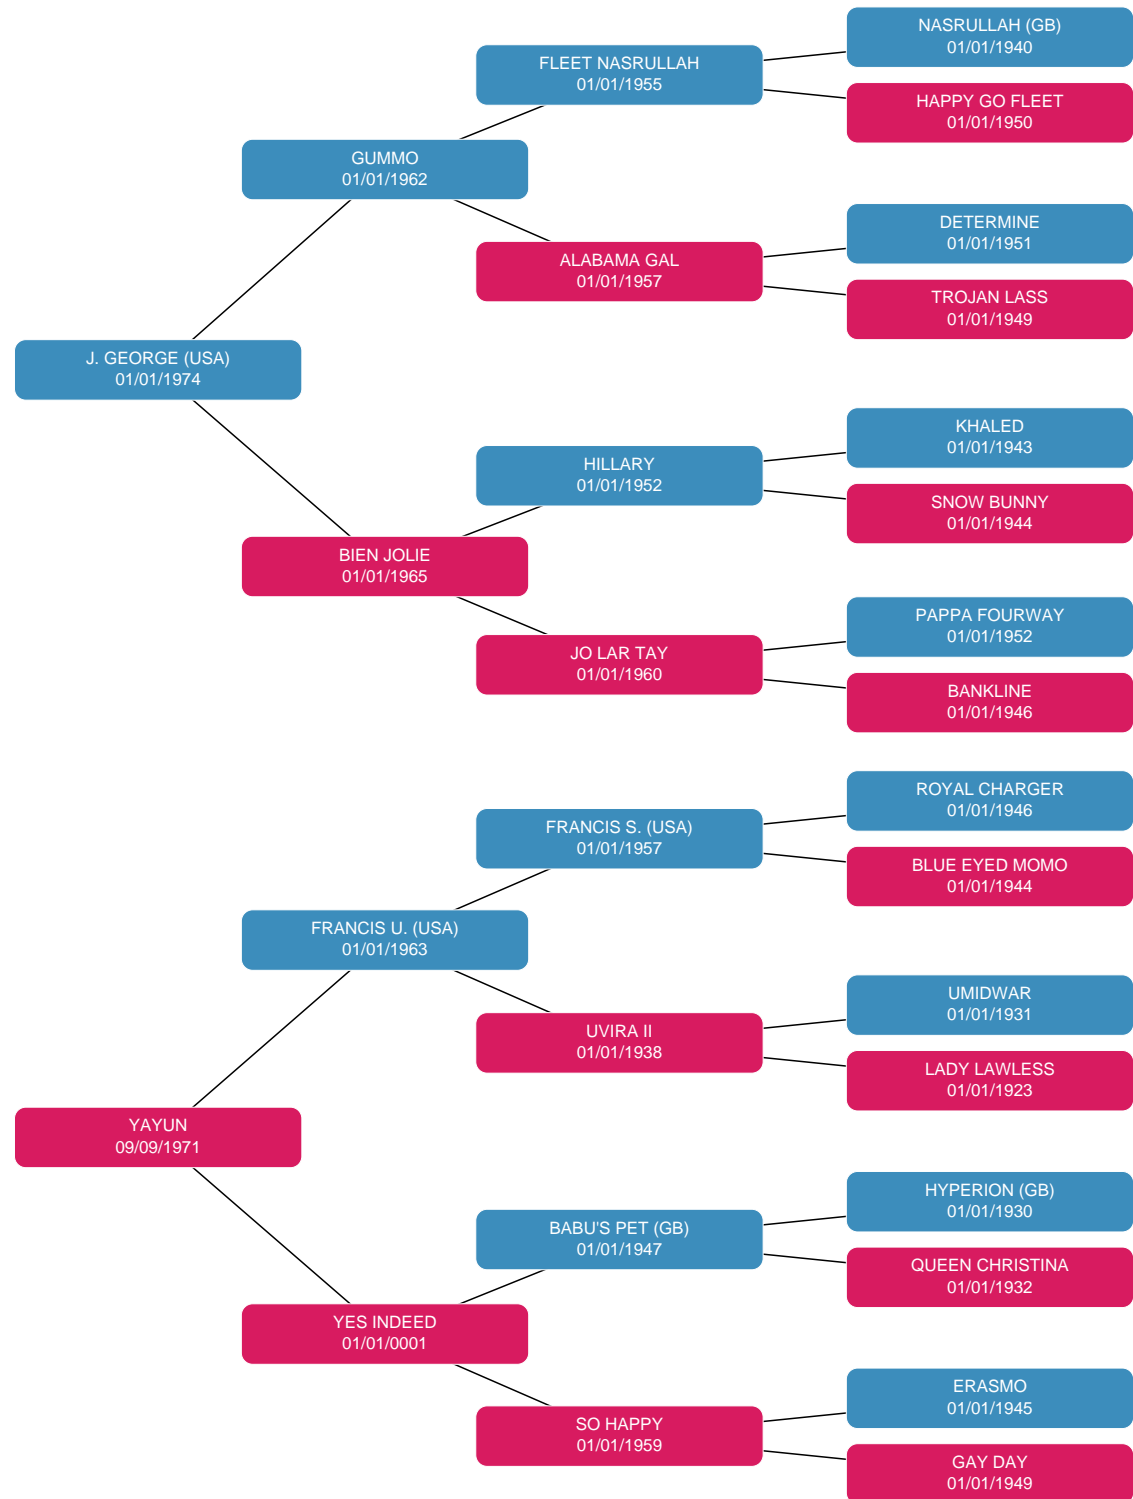 NASRULLAH (GB)
01/01/1940
FLEET NASRULLAH
01/01/1955
HAPPY GO FLEET
01/01/1950
GUMMO
01/01/1962
DETERMINE
01/01/1951
ALABAMA GAL
01/01/1957
TROJAN LASS
01/01/1949
J. GEORGE (USA)
01/01/1974
KHALED
01/01/1943
HILLARY
01/01/1952
SNOW BUNNY
01/01/1944
BIEN JOLIE
01/01/1965
PAPPA FOURWAY
01/01/1952
JO LAR TAY
01/01/1960
BANKLINE
01/01/1946
ROYAL CHARGER
01/01/1946
FRANCIS S. (USA)
01/01/1957
BLUE EYED MOMO
01/01/1944
FRANCIS U. (USA)
01/01/1963
UMIDWAR
01/01/1931
UVIRA II
01/01/1938
LADY LAWLESS
01/01/1923
YAYUN
09/09/1971
HYPERION (GB)
01/01/1930
BABU'S PET (GB)
01/01/1947
QUEEN CHRISTINA
01/01/1932
YES INDEED
01/01/0001
ERASMO
01/01/1945
SO HAPPY
01/01/1959
GAY DAY
01/01/1949